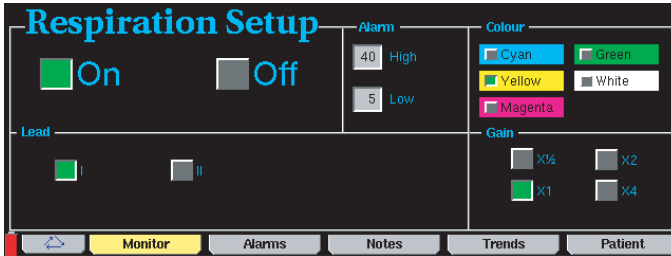 Respiration Setup
On
Off
Alarm
40 High
5 Low
Colour
Cyan
Green
Yellow
White
Magenta
Lead
I
II
Gain
X½
X2
X1
X4
Monitor
Alarms
Notes
Trends
Patient